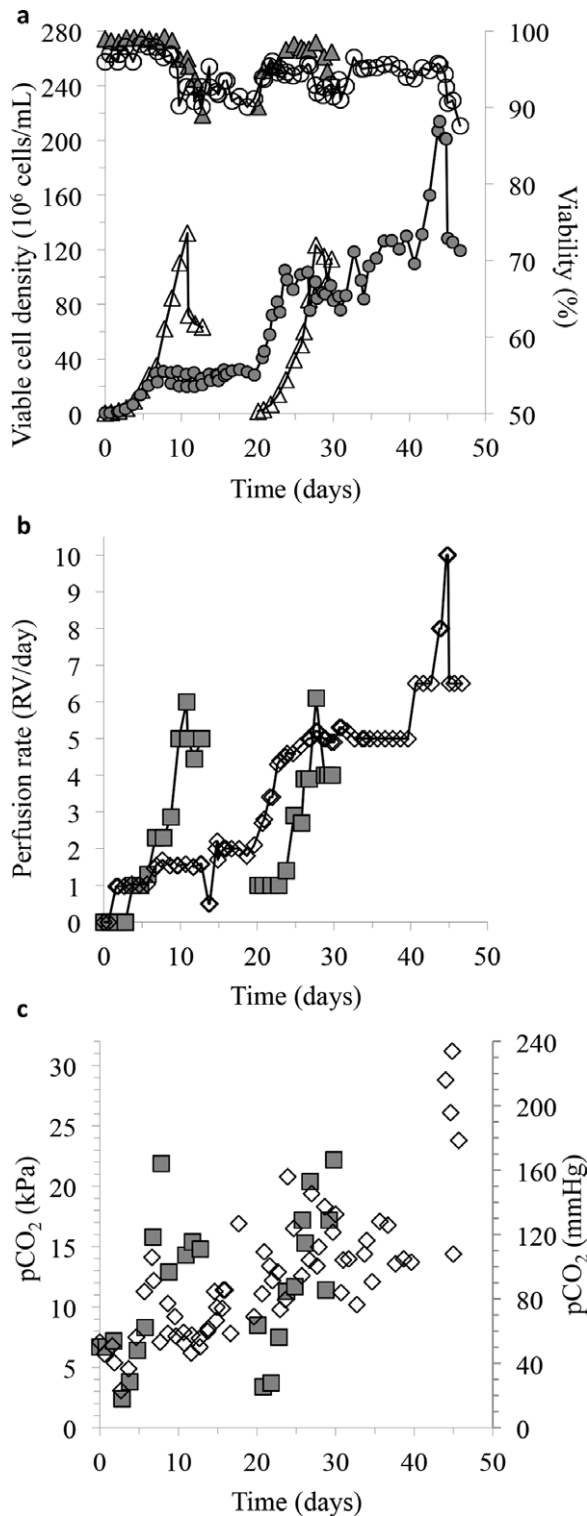 a
280
240
200
160
120
80
40
0
100
90
80
70
60
50
Viable cell density (10⁶ cells/mL)
Viability (%)
0 10 20 30 40 50
Time (days)
b
10
9
8
7
6
5
4
3
2
1
0
Perfusion rate (RV/day)
0 10 20 30 40 50
Time (days)
c
30
25
20
15
10
5
0
240
200
160
120
80
40
0
pCO₂ (kPa)
pCO₂ (mmHg)
0 10 20 30 40 50
Time (days)